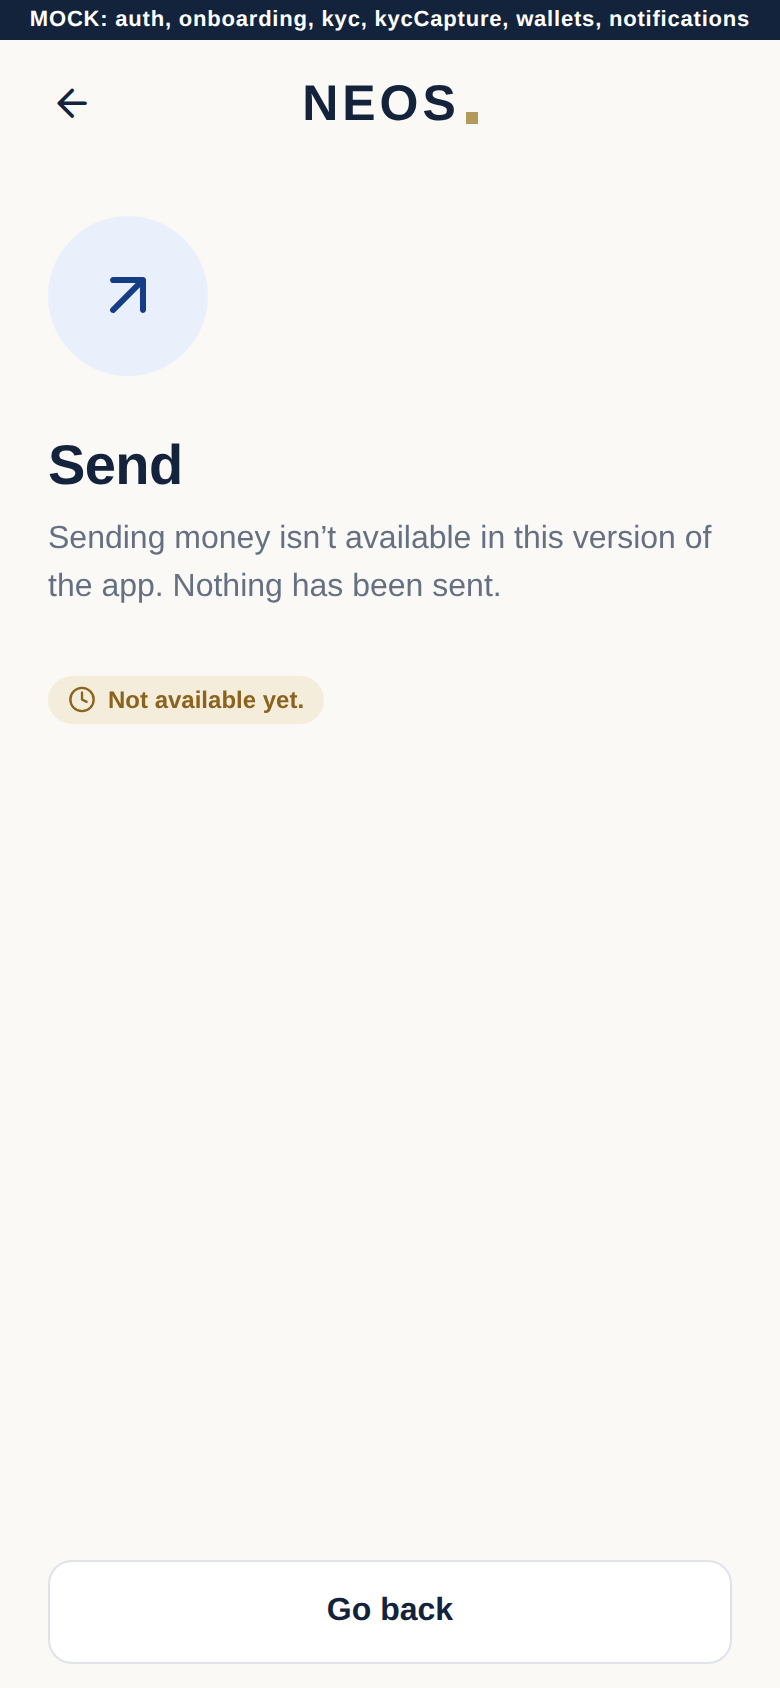 MOCK: auth, onboarding, kyc, kycCapture, wallets, notifications
NEOS.
Send
Sending money isn’t available in this version of
the app. Nothing has been sent.
Not available yet.
Go back